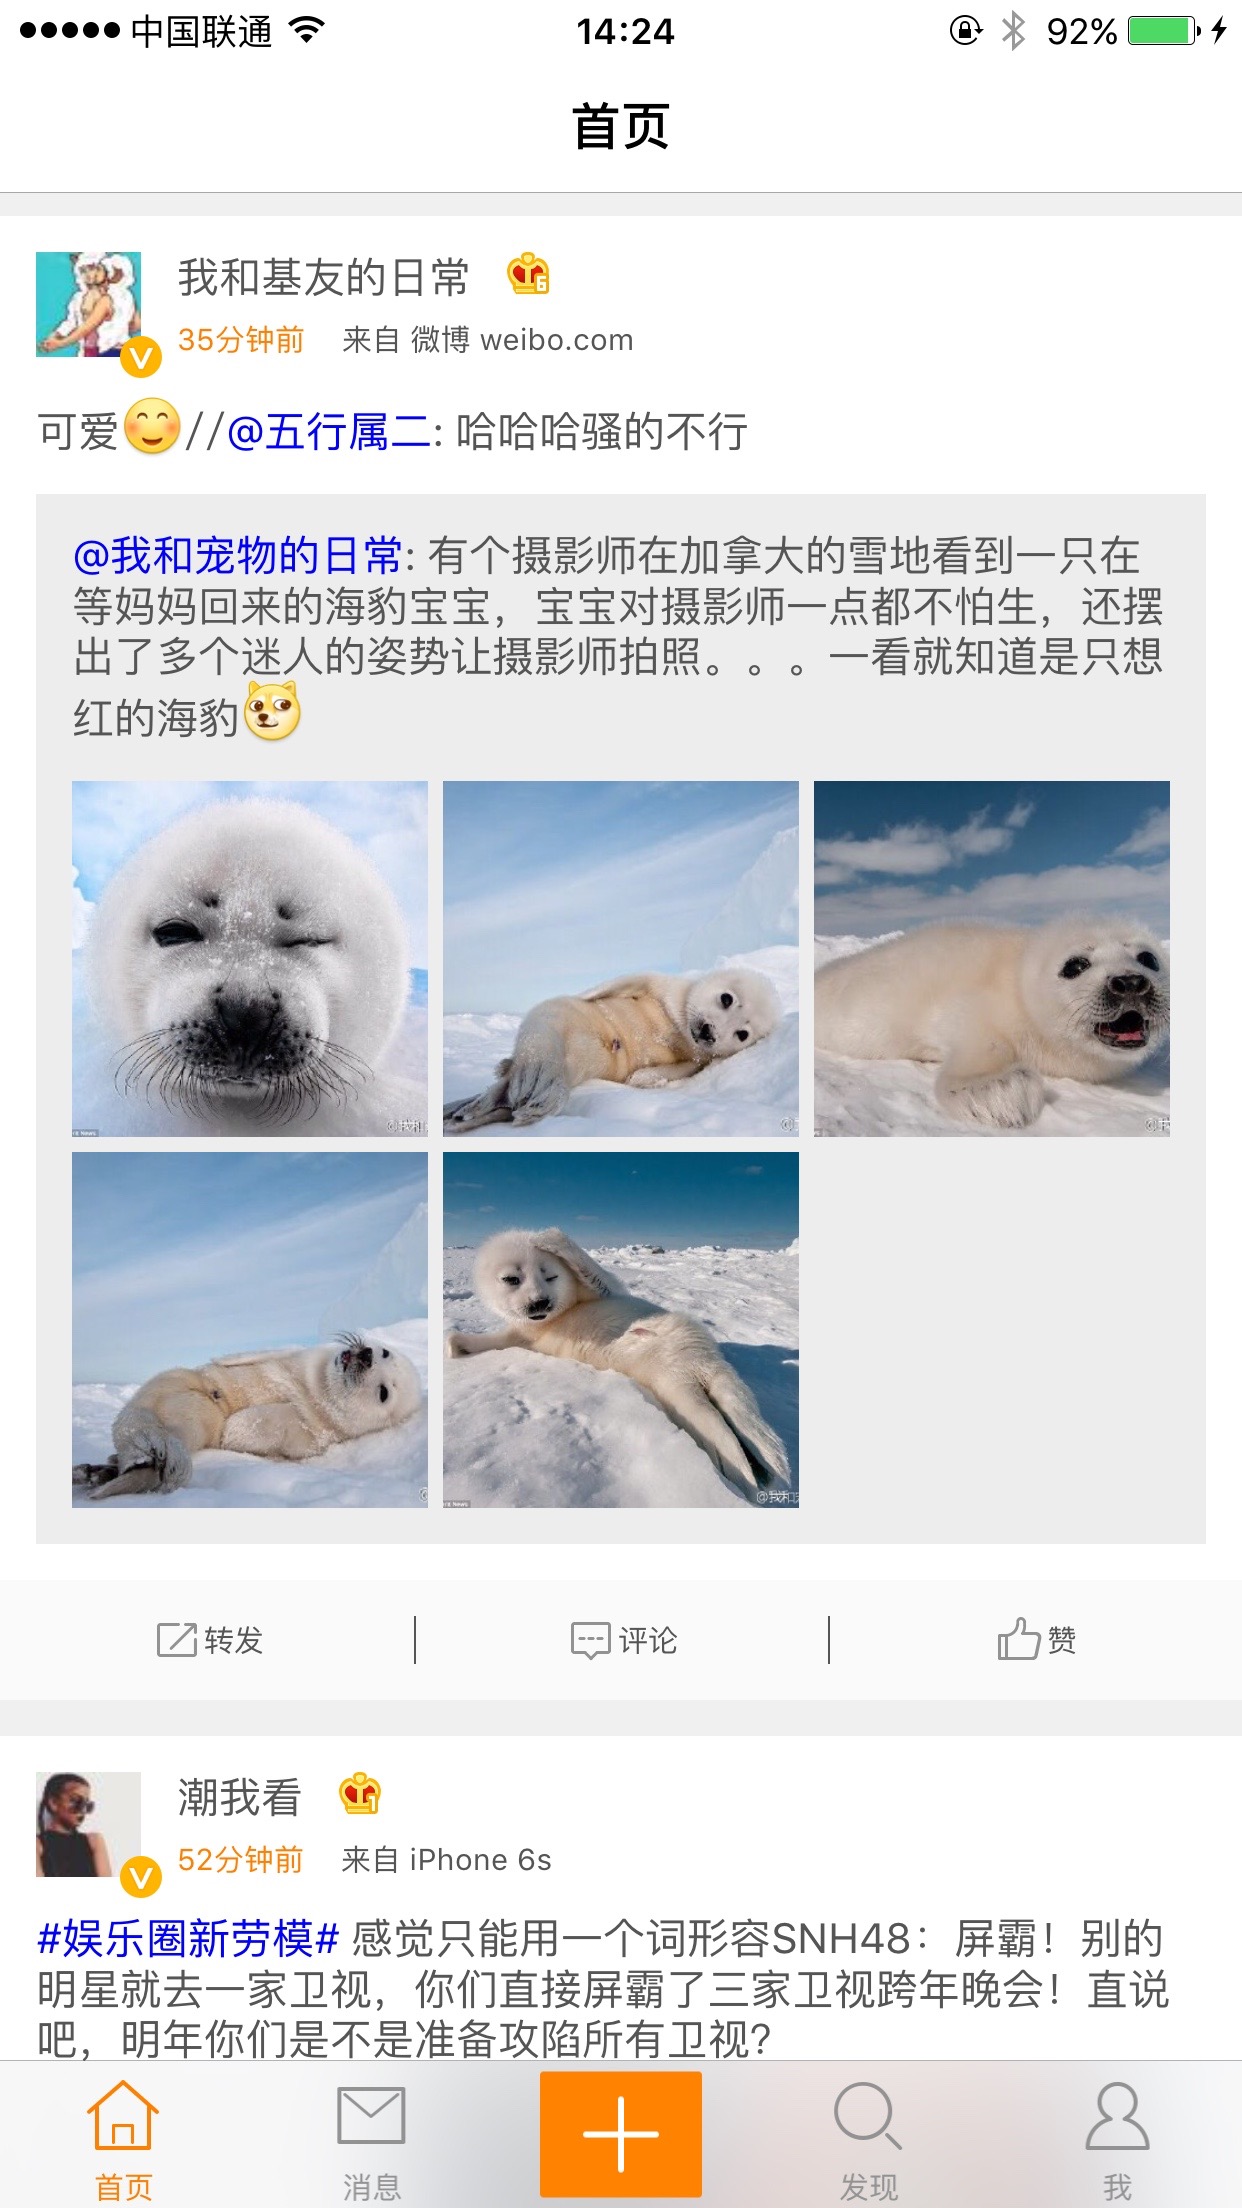 中国联通
14:24
92%
首页
我和基友的日常
6
35分钟前 来自 微博 weibo.com
可爱//@五行属二: 哈哈哈骚的不行
@我和宠物的日常: 有个摄影师在加拿大的雪地看到一只在
等妈妈回来的海豹宝宝，宝宝对摄影师一点都不怕生，还摆
出了多个迷人的姿势让摄影师拍照。。。一看就知道是只想
红的海豹
转发 评论 赞
潮我看
1
52分钟前 来自 iPhone 6s
#娱乐圈新劳模# 感觉只能用一个词形容SNH48：屏霸！别的
明星就去一家卫视，你们直接屏霸了三家卫视跨年晚会！直说
吧，明年你们是不是准备攻陷所有卫视?
首页 消息 发现 我